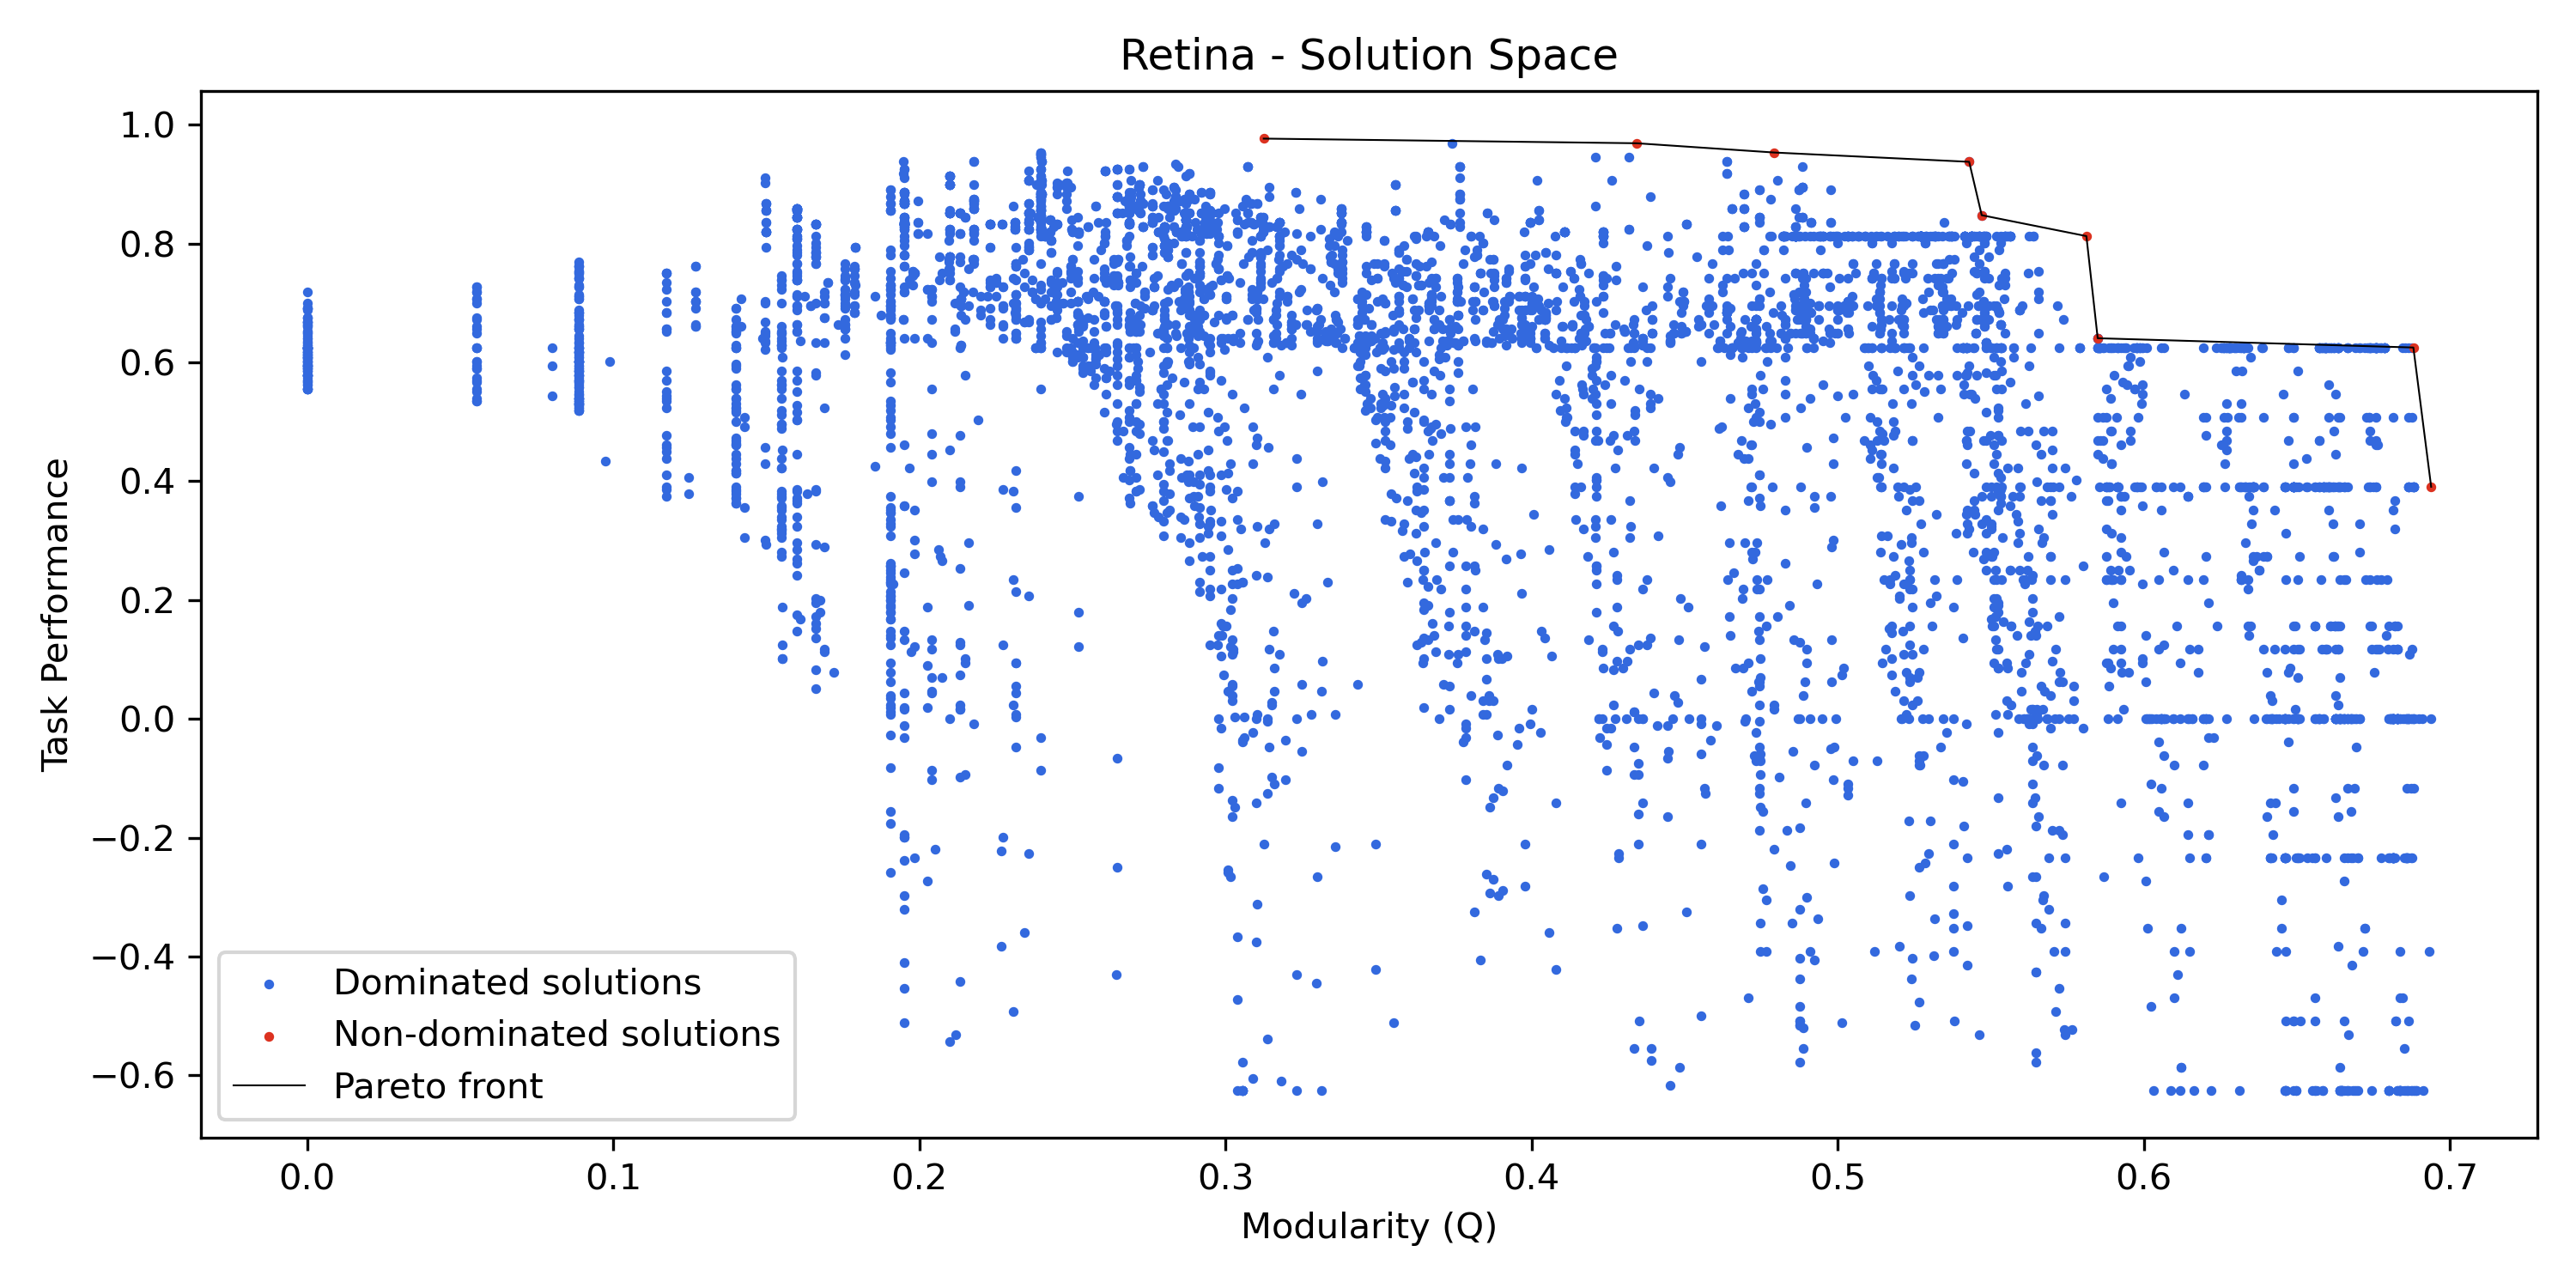 Retina - Solution Space
1.0
0.8
0.6
0.4
0.2
0.0
−0.2
−0.4
−0.6
Task Performance
Dominated solutions
Non-dominated solutions
Pareto front
0.0 0.1 0.2 0.3 0.4 0.5 0.6 0.7
Modularity (Q)